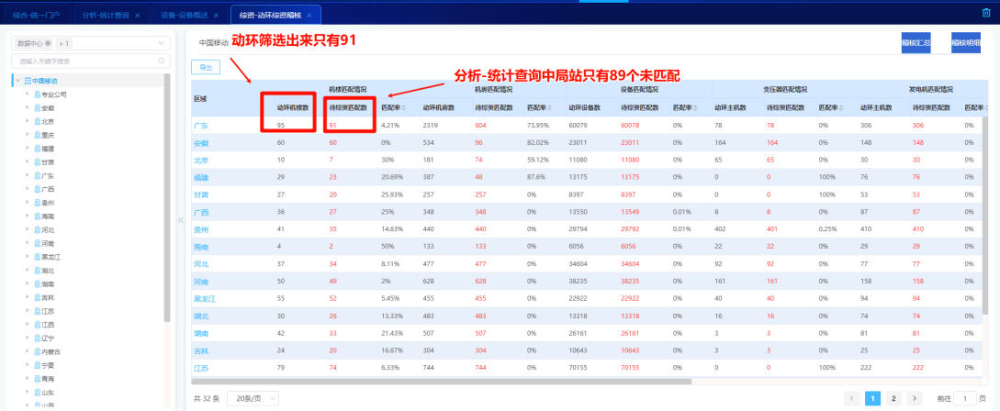 综合-统一门户 分析-统计查询 × 设备-设备概述 × 综资-动环综资稽核 ×
数据中心 + 1
请输入关键字搜索
中国移动
专业公司
安徽
北京
重庆
福建
甘肃
广东
广西
贵州
海南
河北
河南
黑龙江
湖北
湖南
吉林
江苏
江西
辽宁
内蒙古
宁夏
青海
山东
山西
中国移动 动环筛选出来只有91 稽核汇总 稽核明细
导出
分析-统计查询中局站只有89个未匹配
区域 机楼匹配情况 机房匹配情况 设备匹配情况 变压器匹配情况 发电机匹配情况
动环机楼数 待综资匹配数 匹配率 动环机房数 待综资匹配数 匹配率 动环设备数 待综资匹配数 匹配率 动环主机数 待综资匹配数 匹配率 动环主机数 待综资匹配数 匹配率
广东 95 91 4.21% 2319 604 73.95% 60079 60078 0% 78 78 0% 306 306 0%
安徽 60 60 0% 534 96 82.02% 23011 23011 0% 164 164 0% 148 148 0%
北京 10 7 30% 181 74 59.12% 11080 11080 0% 65 65 0% 30 30 0%
福建 29 23 20.69% 387 48 87.6% 13175 13175 0% 0 0 100% 76 76 0%
甘肃 27 20 25.93% 257 257 0% 8397 8397 0% 0 0 100% 53 53 0%
广西 36 27 25% 348 348 0% 13550 13549 0.01% 8 8 0% 87 87 0%
贵州 41 35 14.63% 440 440 0% 29794 29792 0.01% 402 401 0.25% 410 410 0%
海南 4 2 50% 133 133 0% 6056 6056 0% 22 22 0% 29 29 0%
河北 37 34 8.11% 477 477 0% 34604 34604 0% 92 92 0% 77 77 0%
河南 50 49 2% 628 628 0% 38235 38235 0% 161 161 0% 158 158 0%
黑龙江 55 52 5.45% 455 455 0% 22922 22922 0% 40 40 0% 94 94 0%
湖北 30 26 13.33% 483 483 0% 13318 13318 0% 16 16 0% 74 74 0%
湖南 42 33 21.43% 507 507 0% 26161 26161 0% 3 3 0% 81 81 0%
吉林 24 20 16.67% 304 304 0% 10643 10643 0% 3 3 0% 25 25 0%
江苏 79 74 6.33% 744 744 0% 70155 70155 0% 0 0 100% 222 222 0%
共 32 条 20条/页 < 1 2 > 前往 1 页